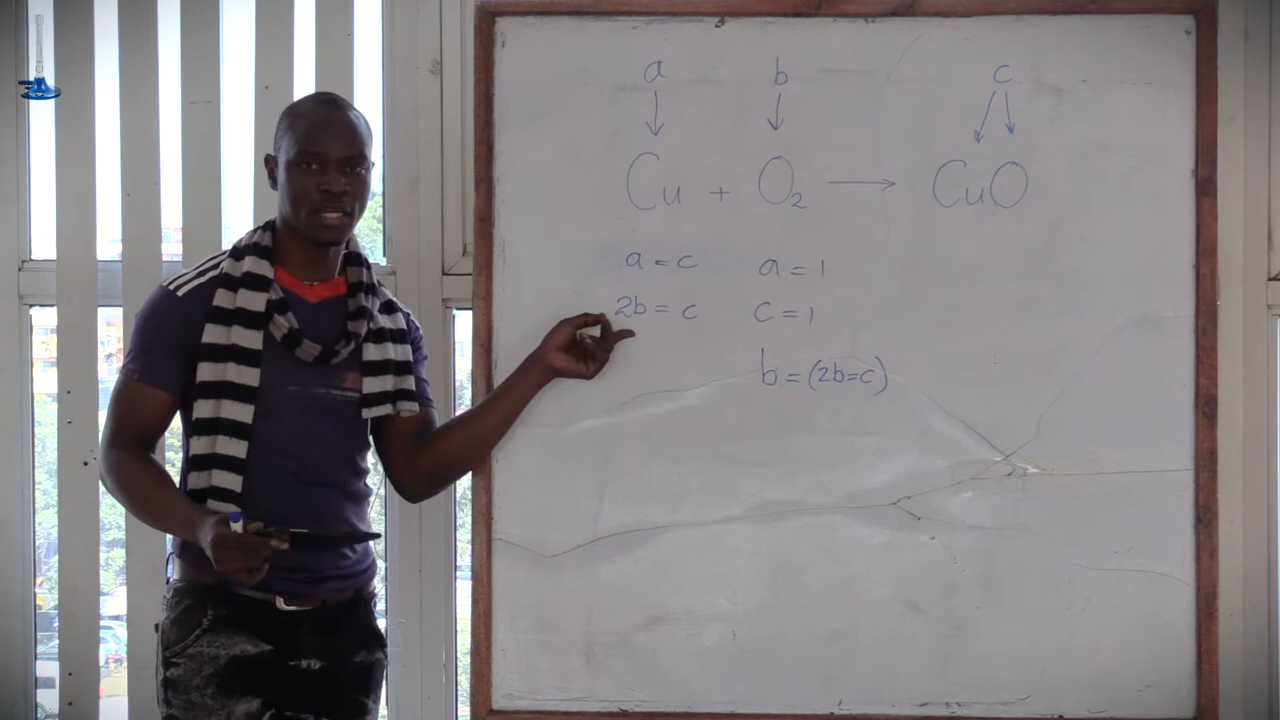 a b c
Cu + O₂ → CuO
a = c a = 1
2b = c c = 1
b = (2b=c)